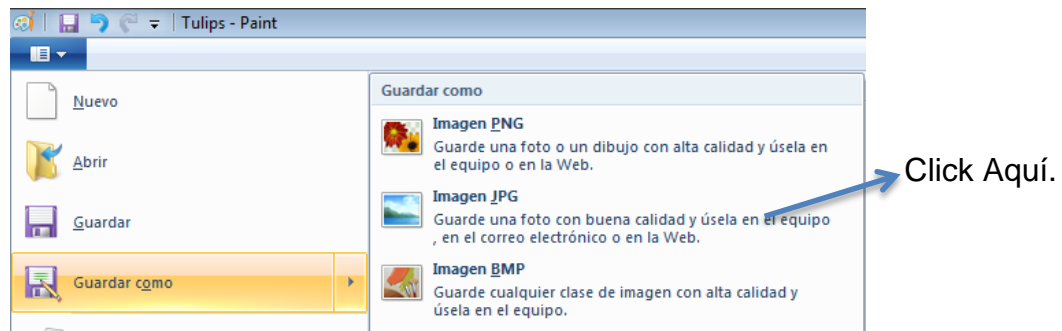 Tulips - Paint
Nuevo
Abrir
Guardar
Guardar como
Guardar como
Imagen PNG
Guarde una foto o un dibujo con alta calidad y úsela en
el equipo o en la Web.
Imagen JPG
Guarde una foto con buena calidad y úsela en el equipo
, en el correo electrónico o en la Web.
Imagen BMP
Guarde cualquier clase de imagen con alta calidad y
úsela en el equipo.
Click Aquí.